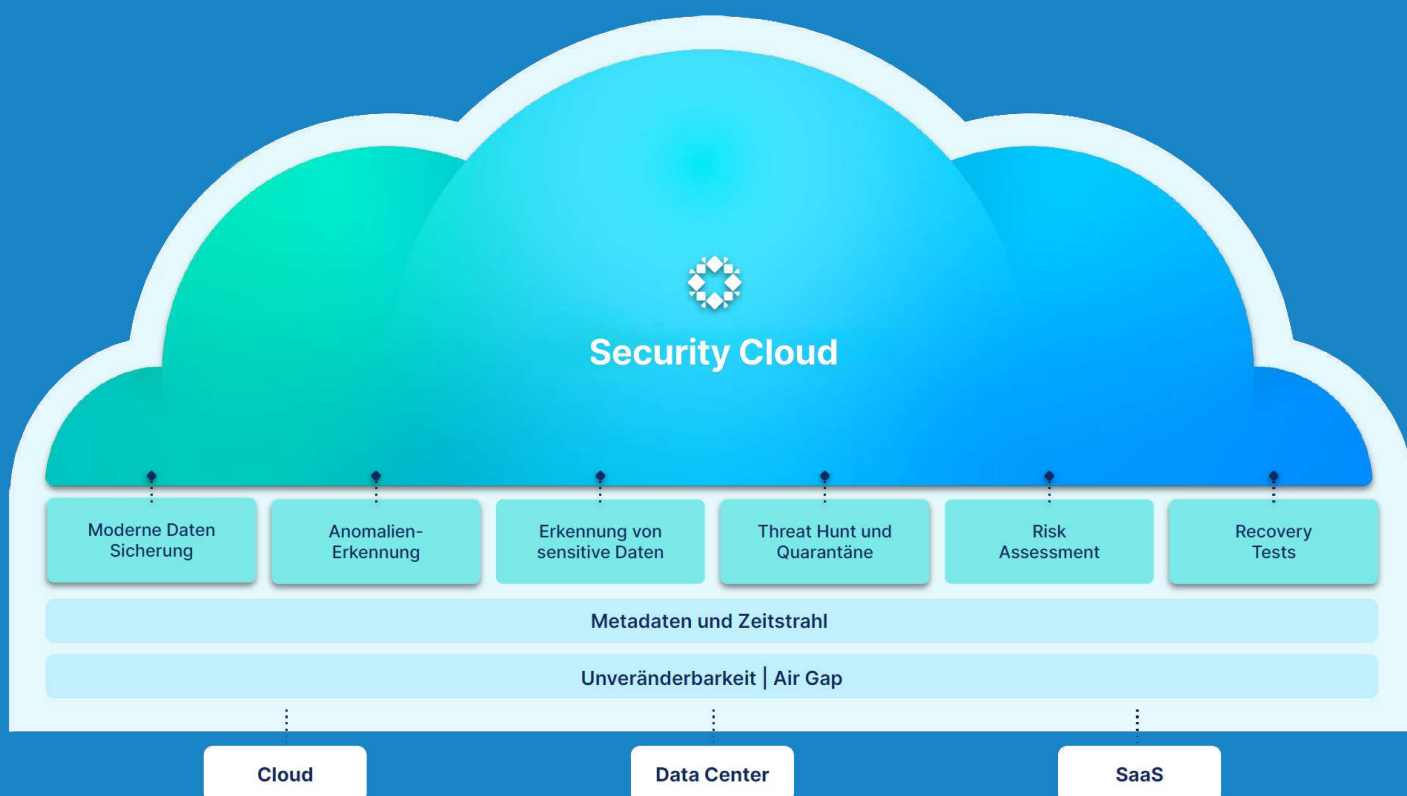 Security Cloud
Moderne Daten
Sicherung
Anomalien-
Erkennung
Erkennung von
sensitive Daten
Threat Hunt und
Quarantäne
Risk
Assessment
Recovery
Tests
Metadaten und Zeitstrahl
Unveränderbarkeit | Air Gap
Cloud
Data Center
SaaS